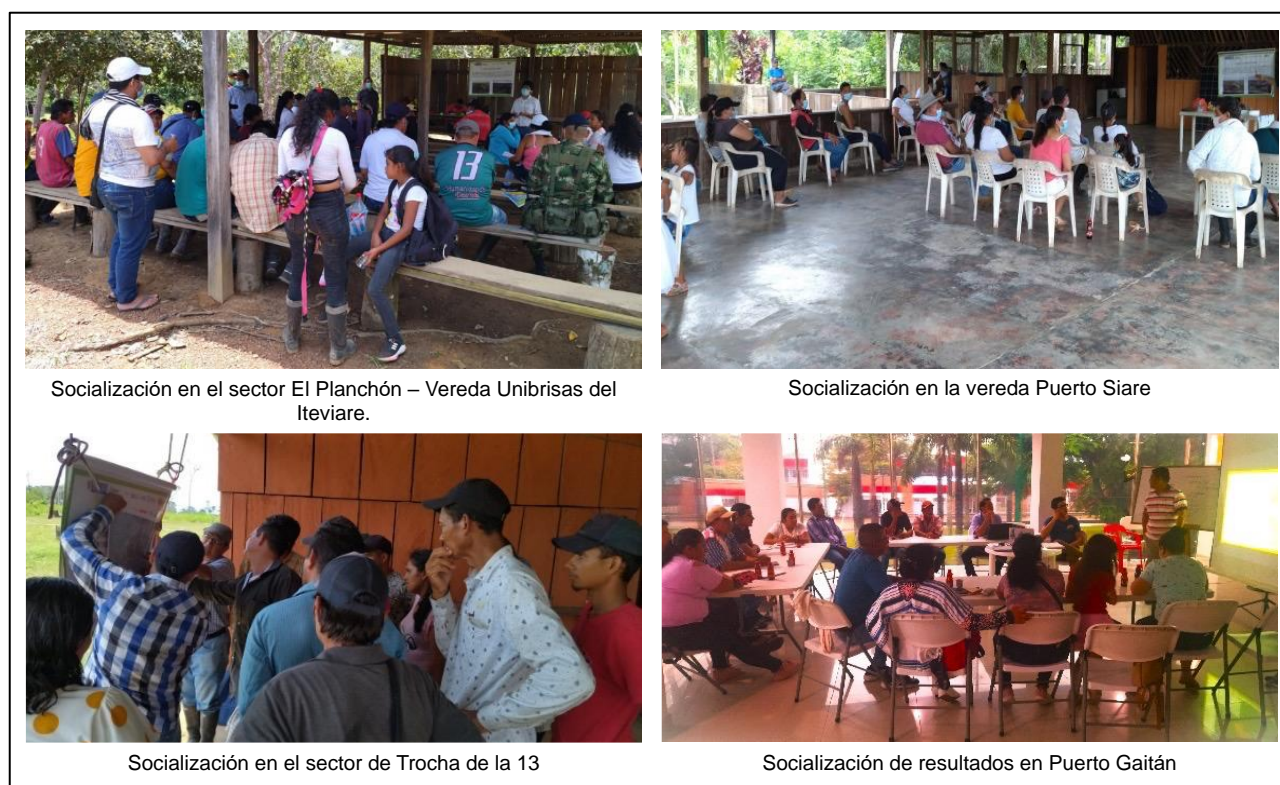 13
Socialización en el sector El Planchón – Vereda Unibrisas del
Iteviare.
Socialización en la vereda Puerto Siare
Socialización en el sector de Trocha de la 13
Socialización de resultados en Puerto Gaitán